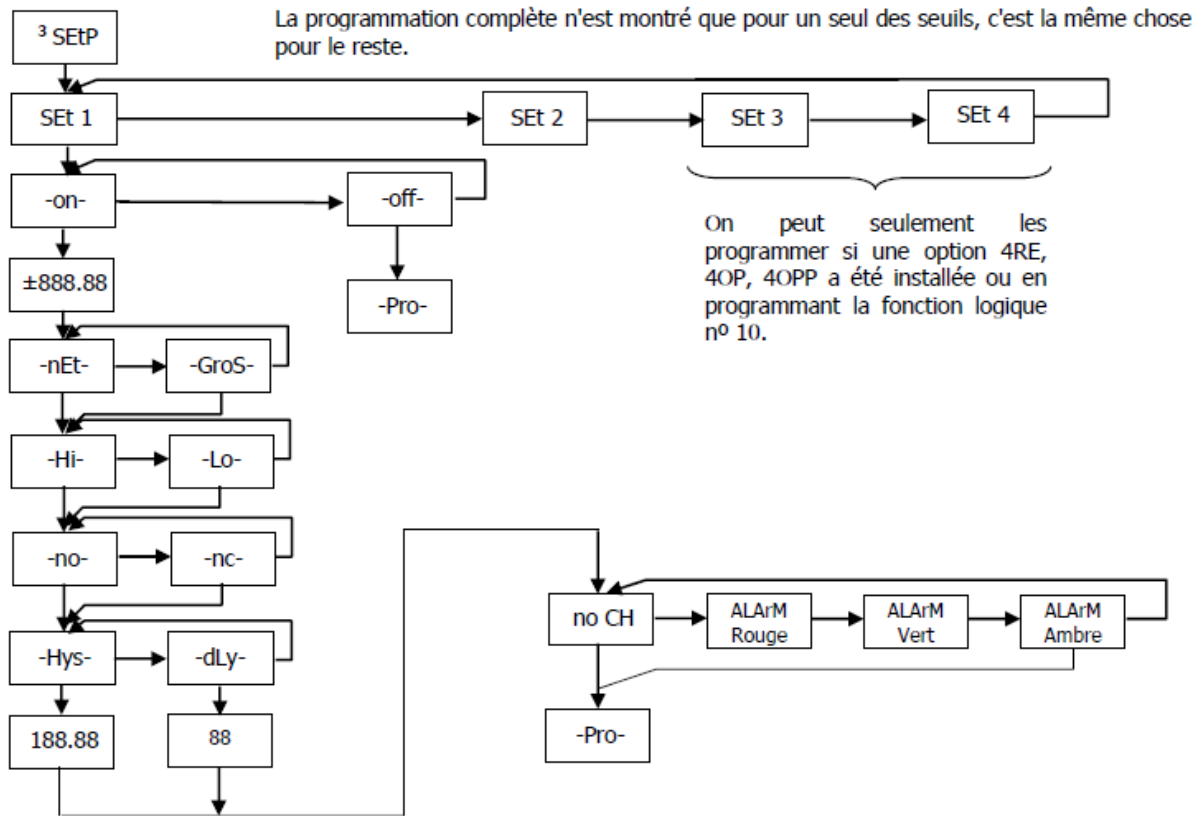 La programmation complète n'est montré que pour un seul des seuils, c'est la même chose
pour le reste.
³ SEtP
SEt 1
SEt 2
SEt 3
SEt 4
-on-
-off-
On peut seulement les
programmer si une option 4RE,
4OP, 4OPP a été installée ou en
programmant la fonction logique
nº 10.
±888.88
-Pro-
-nEt-
-GroS-
-Hi-
-Lo-
-no-
-nc-
no CH
ALArM
Rouge
ALArM
Vert
ALArM
Ambre
-Hys-
-dLy-
188.88
88
-Pro-